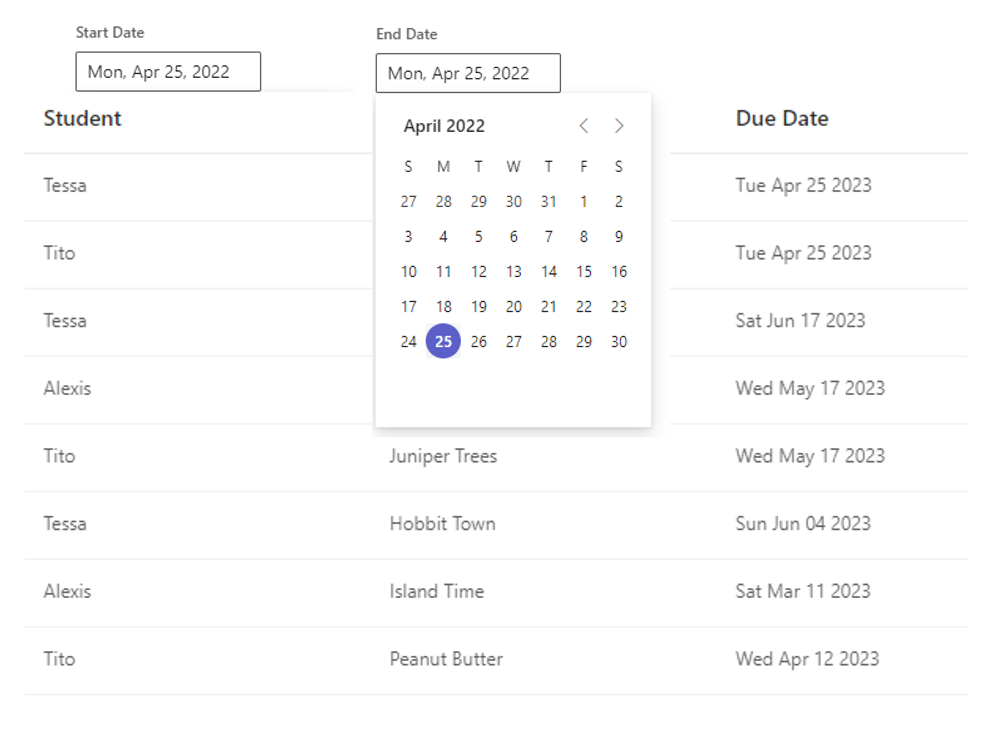 Start Date
End Date
Mon, Apr 25, 2022
Mon, Apr 25, 2022
Student
Due Date
April 2022
S M T W T F S
27 28 29 30 31 1 2
3 4 5 6 7 8 9
10 11 12 13 14 15 16
17 18 19 20 21 22 23
24 25 26 27 28 29 30
Tessa Tue Apr 25 2023
Tito Tue Apr 25 2023
Tessa Sat Jun 17 2023
Alexis Wed May 17 2023
Tito Juniper Trees Wed May 17 2023
Tessa Hobbit Town Sun Jun 04 2023
Alexis Island Time Sat Mar 11 2023
Tito Peanut Butter Wed Apr 12 2023